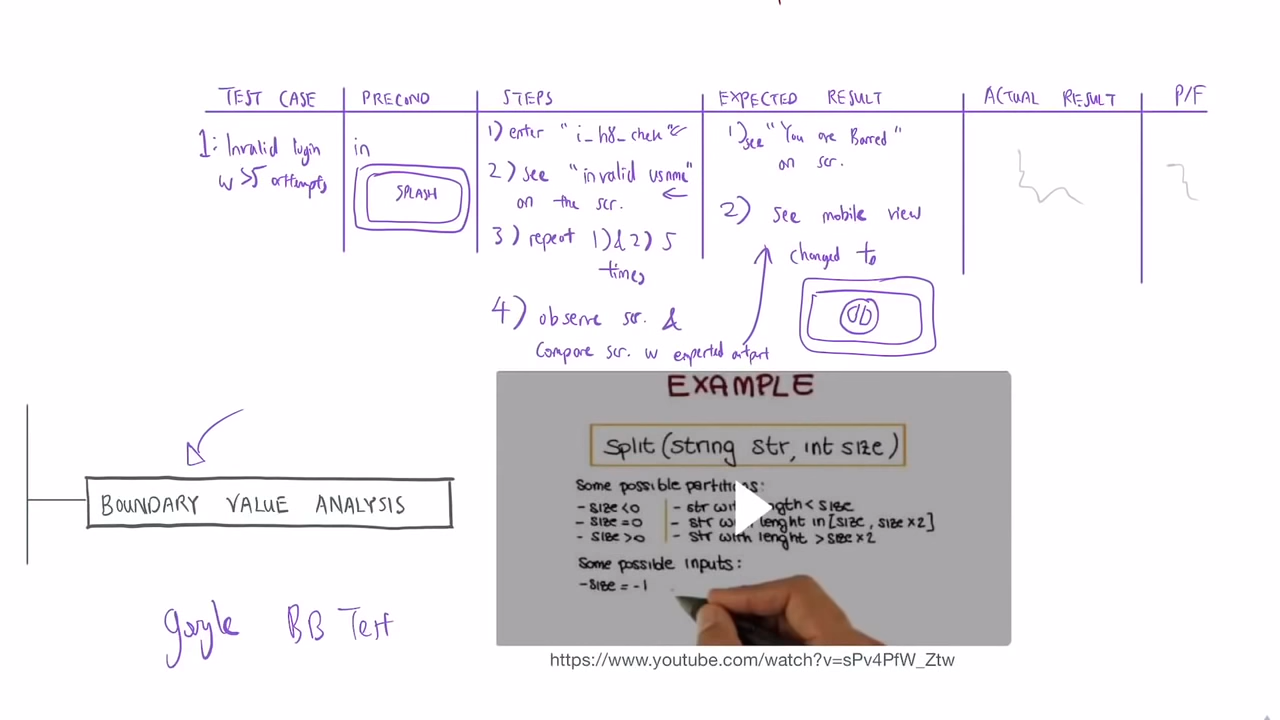 TEST CASE
PRECOND
STEPS
EXPECTED RESULT
ACTUAL RESULT
P/F
1: Invalid login
w >5 attempts
in
SPLASH
1) enter "i_h8_chek"
2) see "invalid usnme"
on the scr.
3) repeat 1) & 2) 5
times
4) observe scr. &
Compare scr. w expected output
1) see "You are Barred"
on scr.
2) see mobile view
changed to
BOUNDARY VALUE ANALYSIS
google BB Test
EXAMPLE
Split (string str, int size)
Some possible partitions:
- size <0
- size =0
- size >0
- str with length < size
- str with lenght in [size, size×2]
- str with lenght > size×2
Some possible inputs:
- size = -1
https://www.youtube.com/watch?v=sPv4PfW_Ztw